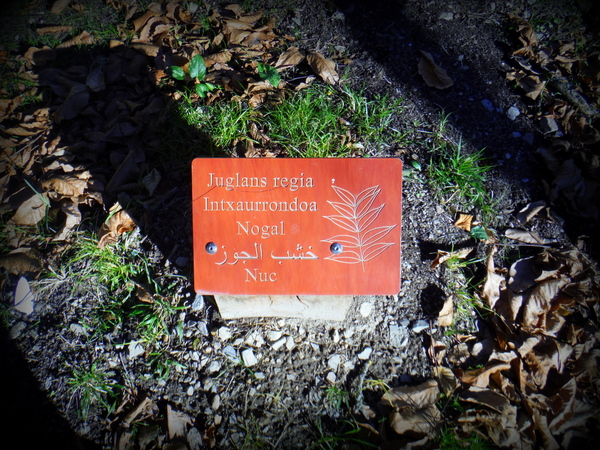 Juglans regia
Intxaurrondoa
Nogal
خشب الجوز
Nuc